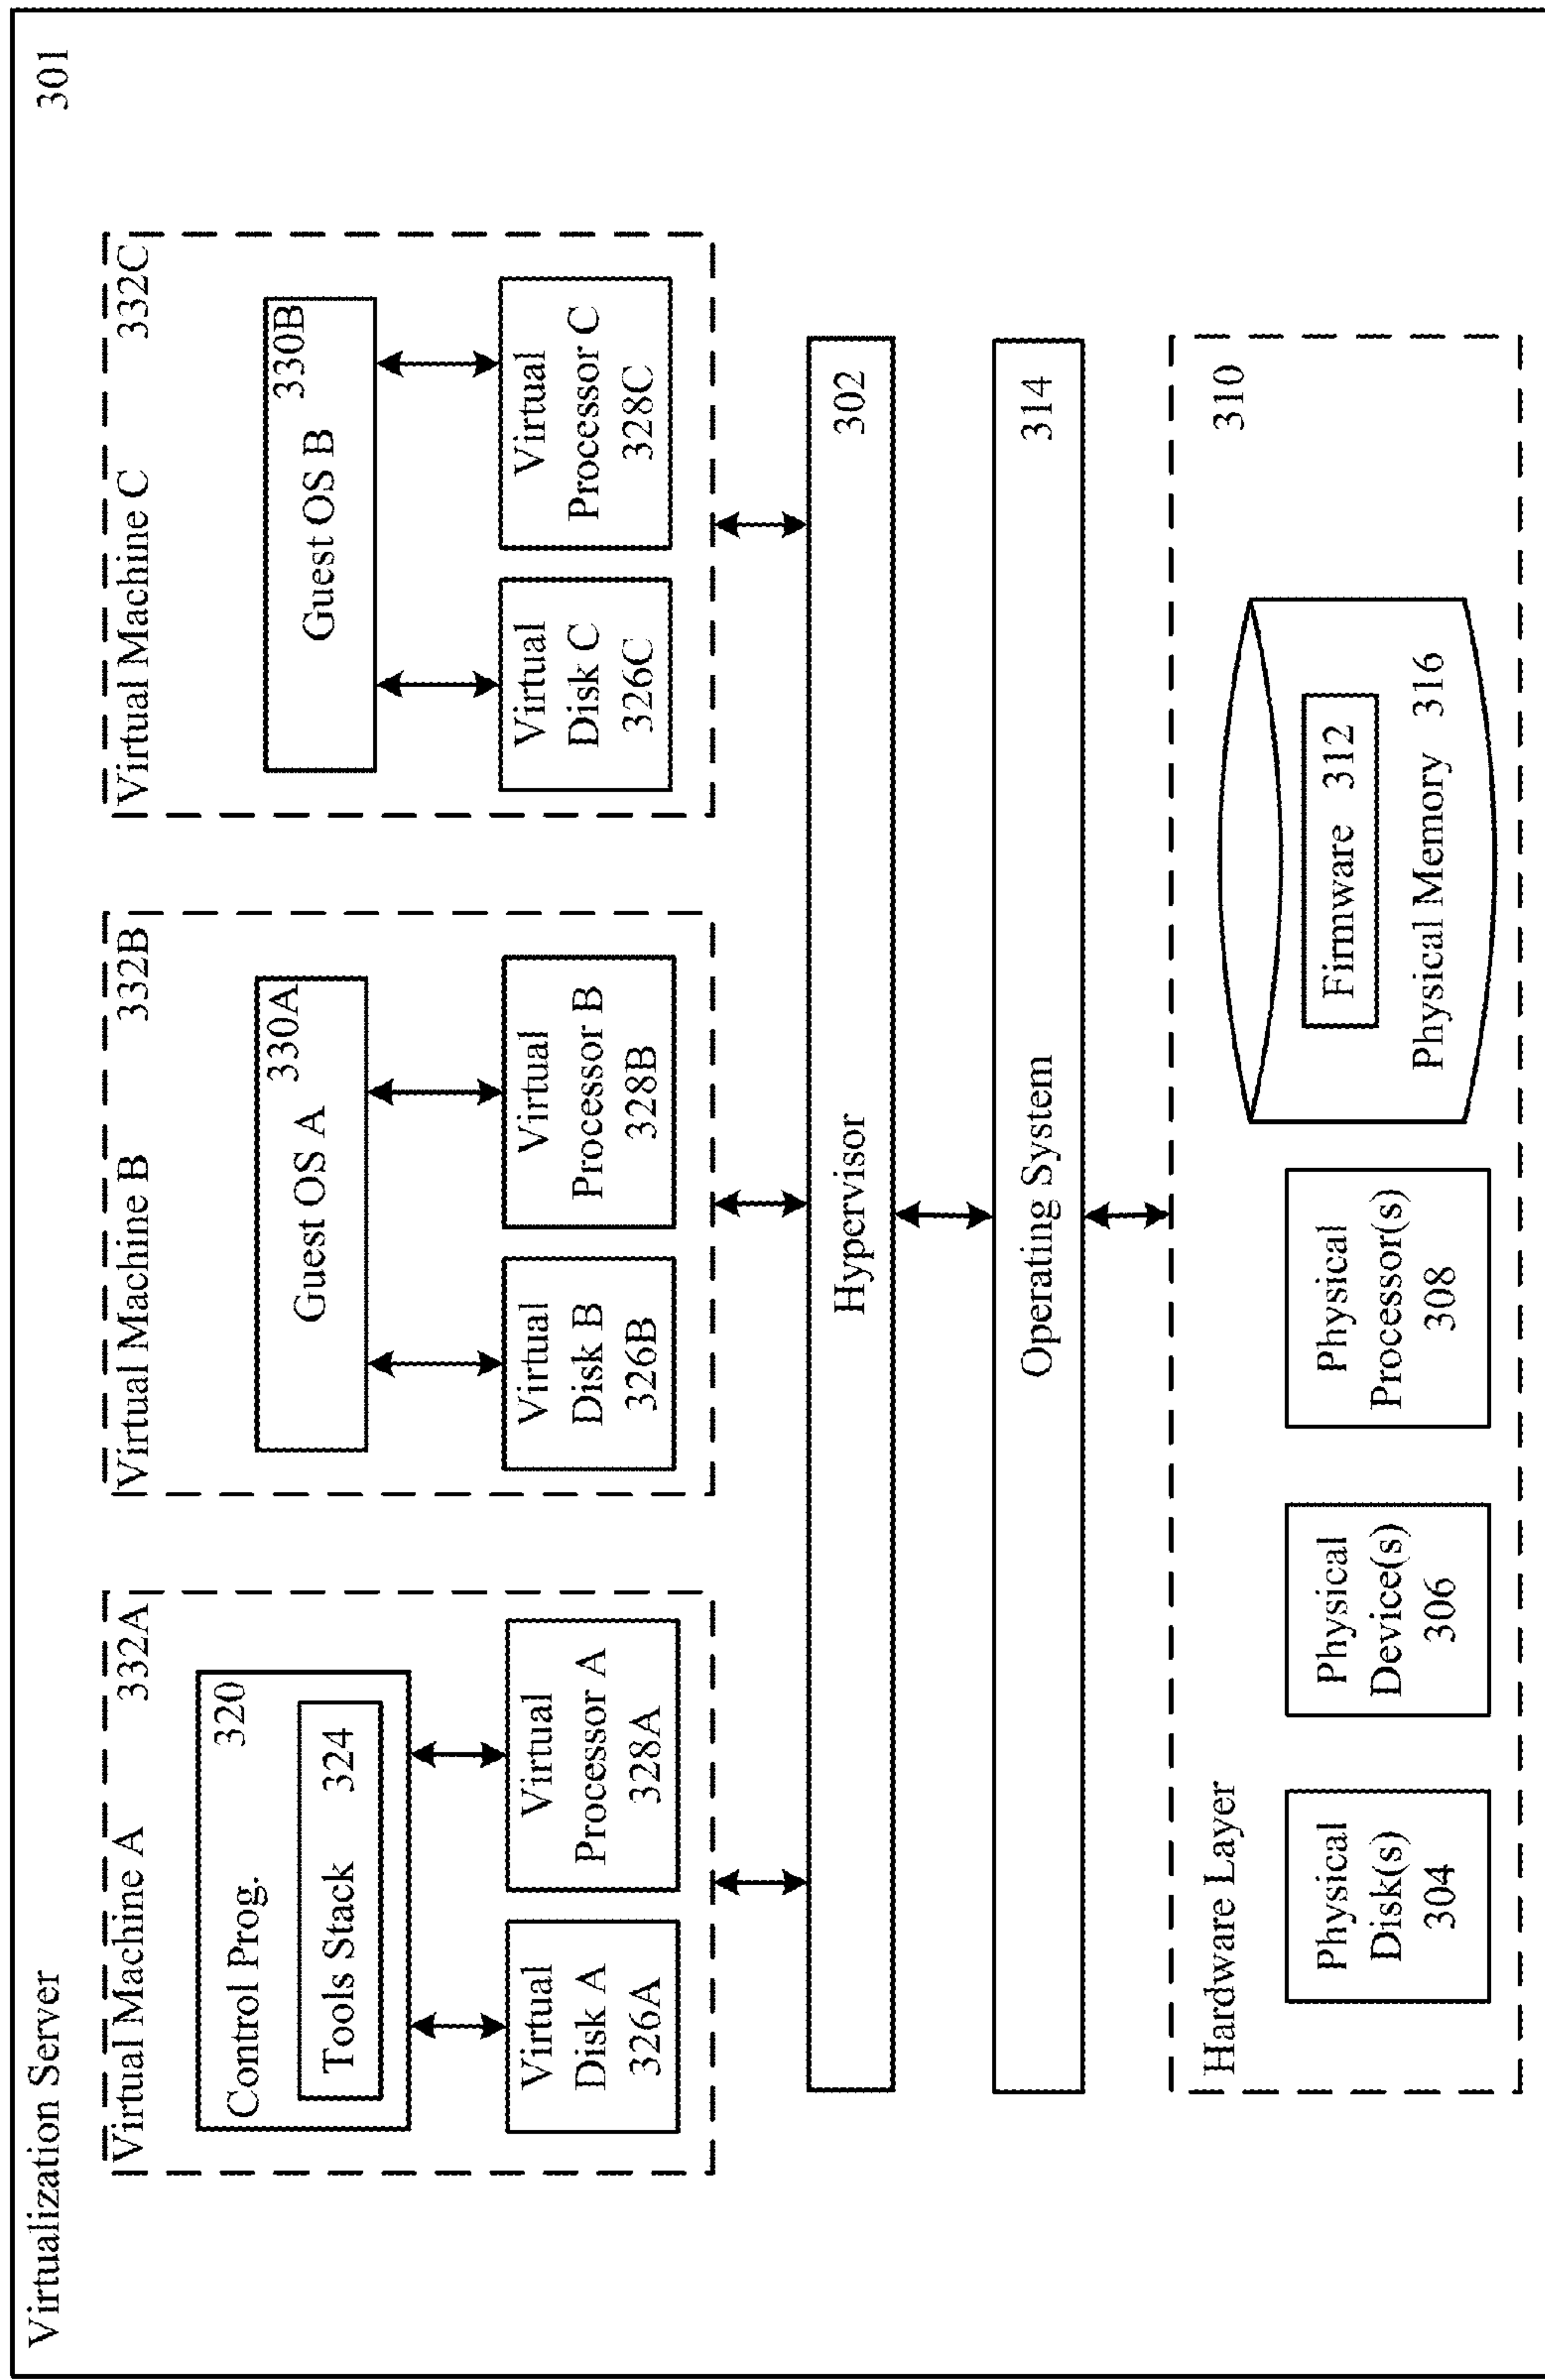 Virtualization Server
301
Virtual Machine A 332A
Control Prog.
320
Tools Stack 324
Virtual
Disk A
326A
Virtual
Processor A
328A
Virtual Machine B 332B
330A
Guest OS A
Virtual
Disk B
326B
Virtual
Processor B
328B
Virtual Machine C 332C
330B
Guest OS B
Virtual
Disk C
326C
Virtual
Processor C
328C
Hypervisor 302
Operating System 314
Hardware Layer 310
Physical
Disk(s)
304
Physical
Device(s)
306
Physical
Processor(s)
308
Firmware 312
Physical Memory 316